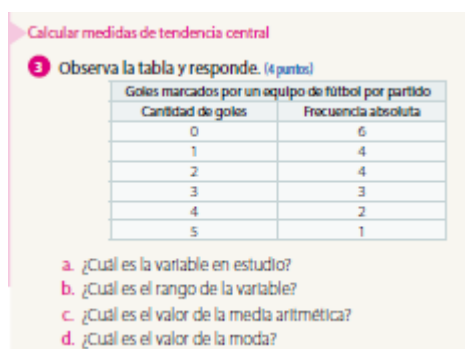 Calcular medidas de tendencia central
3 Observa la tabla y responde. (4 puntos)
Goles marcados por un equipo de fútbol por partido
Cantidad de goles Frecuencia absoluta
0 6
1 4
2 4
3 3
4 2
5 1
a. ¿Cuál es la variable en estudio?
b. ¿Cuál es el rango de la variable?
c. ¿Cuál es el valor de la media aritmética?
d. ¿Cuál es el valor de la moda?